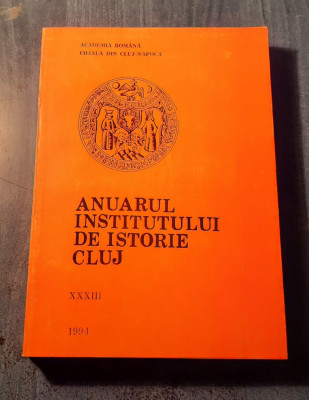 ACADEMIA ROMÂNĂ
FILIALA DIN CLUJ-NAPOCA
ANUARUL
INSTITUTULUI
DE ISTORIE
CLUJ
XXXIII
1994